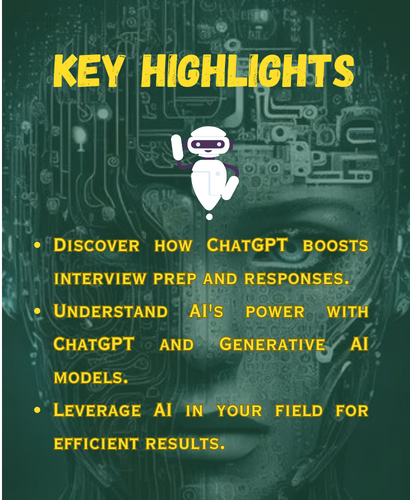 KEY HIGHLIGHTS
• Discover how ChatGPT boosts
interview prep and responses.
• Understand AI's power with
ChatGPT and Generative AI
models.
• Leverage AI in your field for
efficient results.